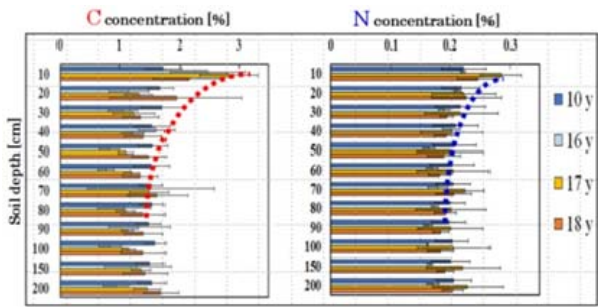 C concentration [%]
N concentration [%]
0 1 2 3
0 0.1 0.2 0.3
Soil depth [cm]
10 10
20 20
30 30
40 40
50 50
60 60
70 70
80 80
90 90
100 100
150 150
200 200
10 y
16 y
17 y
18 y